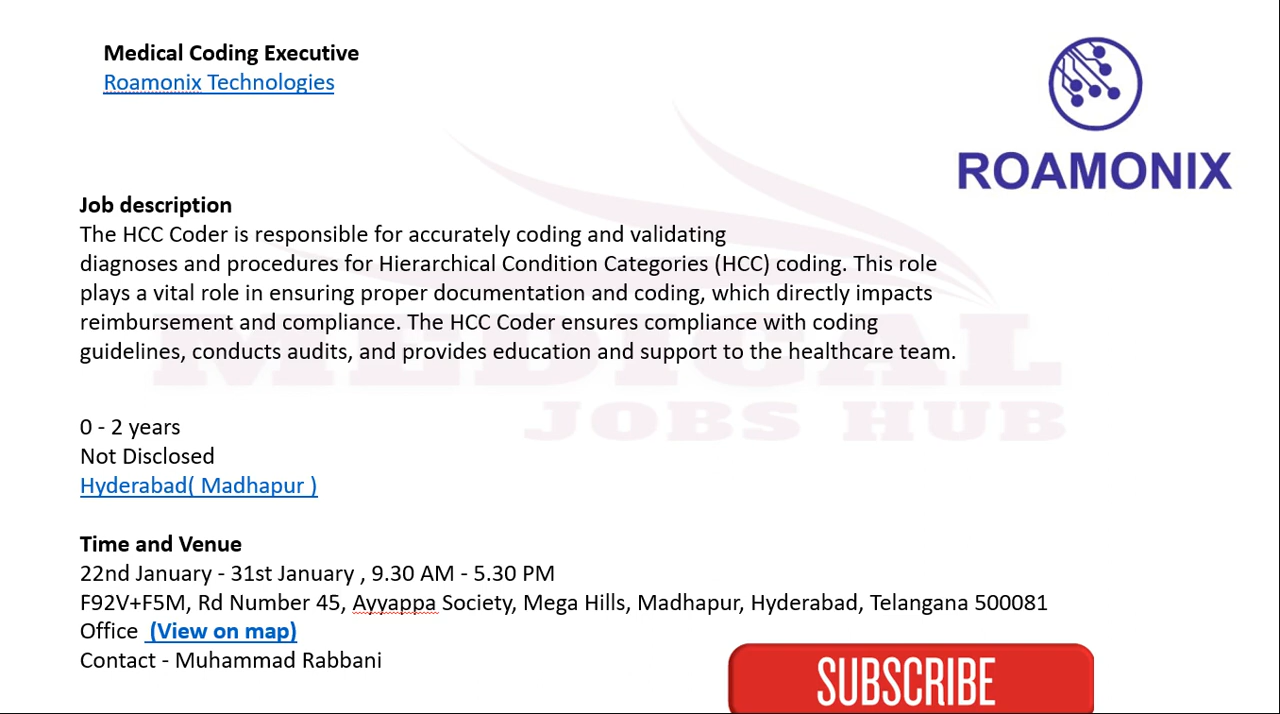 Medical Coding Executive
Roamonix Technologies
ROAMONIX
Job description
The HCC Coder is responsible for accurately coding and validating
diagnoses and procedures for Hierarchical Condition Categories (HCC) coding. This role
plays a vital role in ensuring proper documentation and coding, which directly impacts
reimbursement and compliance. The HCC Coder ensures compliance with coding
guidelines, conducts audits, and provides education and support to the healthcare team.
MEDICAL
JOBS HUB
0 - 2 years
Not Disclosed
Hyderabad( Madhapur )
Time and Venue
22nd January - 31st January , 9.30 AM - 5.30 PM
F92V+F5M, Rd Number 45, Ayyappa Society, Mega Hills, Madhapur, Hyderabad, Telangana 500081
Office (View on map)
Contact - Muhammad Rabbani
SUBSCRIBE